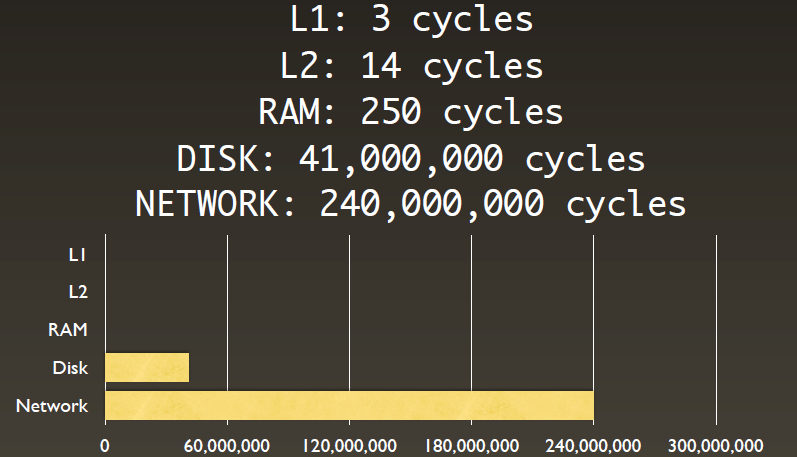 L1: 3 cycles
L2: 14 cycles
RAM: 250 cycles
DISK: 41,000,000 cycles
NETWORK: 240,000,000 cycles
L1
L2
RAM
Disk
Network
0 60,000,000 120,000,000 180,000,000 240,000,000 300,000,000